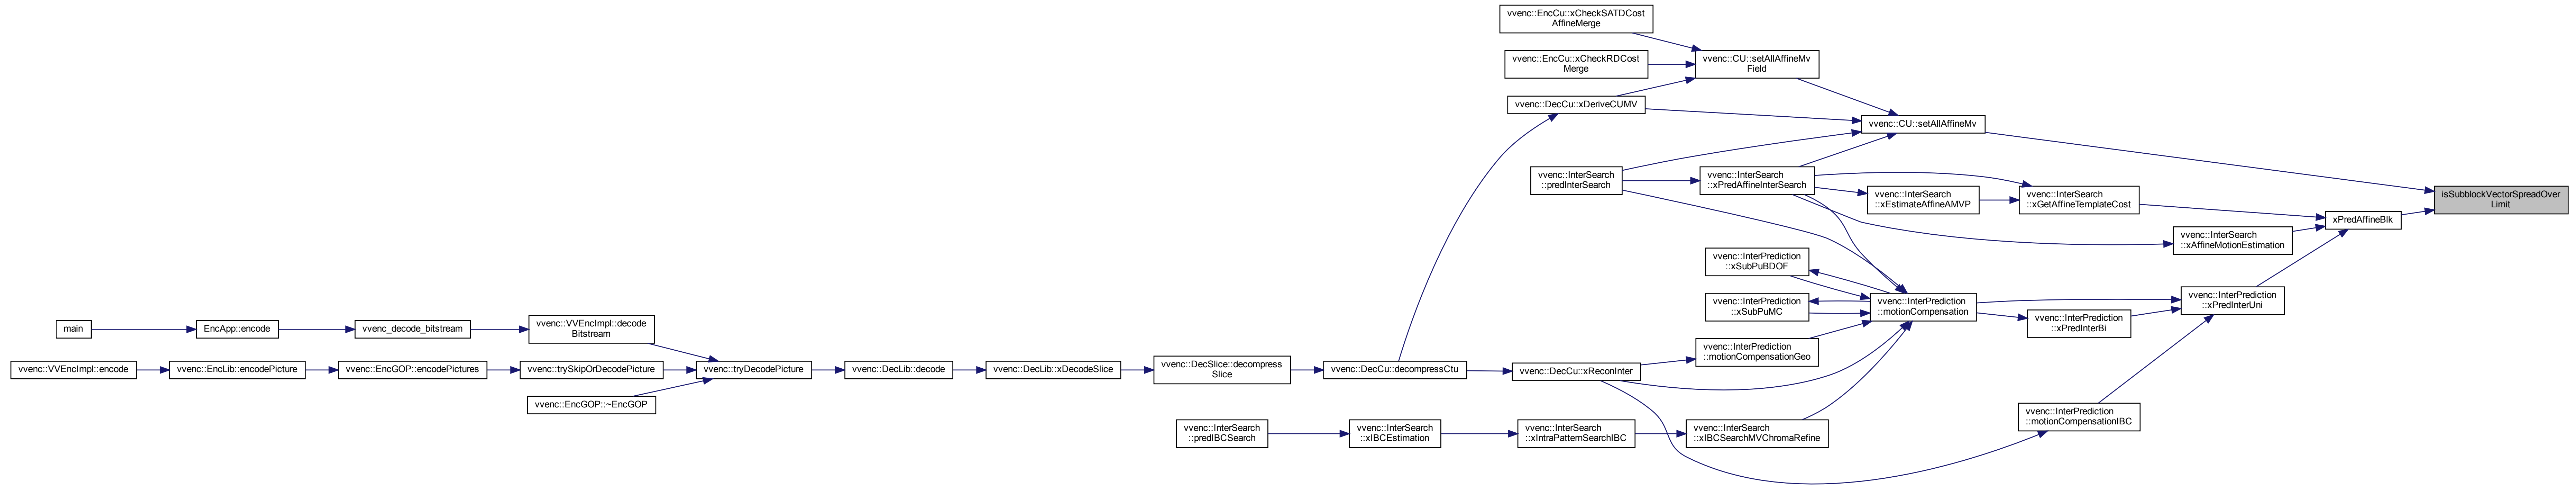 vvenc::EncCu::xCheckSATDCost
AffineMerge
vvenc::EncCu::xCheckRDCost
Merge
vvenc::CU::setAllAffineMv
Field
vvenc::DecCu::xDeriveCUMV
vvenc::CU::setAllAffineMv
vvenc::InterSearch
::predInterSearch
vvenc::InterSearch
::xPredAffineInterSearch
vvenc::InterSearch
::xEstimateAffineAMVP
vvenc::InterSearch
::xGetAffineTemplateCost
isSubblockVectorSpreadOver
Limit
xPredAffineBlk
vvenc::InterSearch
::xAffineMotionEstimation
vvenc::InterPrediction
::xSubPuBDOF
vvenc::InterPrediction
::xSubPuMC
vvenc::InterPrediction
::motionCompensation
vvenc::InterPrediction
::xPredInterUni
vvenc::InterPrediction
::xPredInterBi
vvenc::InterPrediction
::motionCompensationGeo
main
EncApp::encode
vvenc_decode_bitstream
vvenc::VVEncImpl::decode
Bitstream
vvenc::VVEncImpl::encode
vvenc::EncLib::encodePicture
vvenc::EncGOP::encodePictures
vvenc::trySkipOrDecodePicture
vvenc::tryDecodePicture
vvenc::DecLib::decode
vvenc::DecLib::xDecodeSlice
vvenc::DecSlice::decompress
Slice
vvenc::DecCu::decompressCtu
vvenc::DecCu::xReconInter
vvenc::EncGOP::~EncGOP
vvenc::InterSearch
::predIBCSearch
vvenc::InterSearch
::xIBCEstimation
vvenc::InterSearch
::xIntraPatternSearchIBC
vvenc::InterSearch
::xIBCSearchMVChromaRefine
vvenc::InterPrediction
::motionCompensationIBC